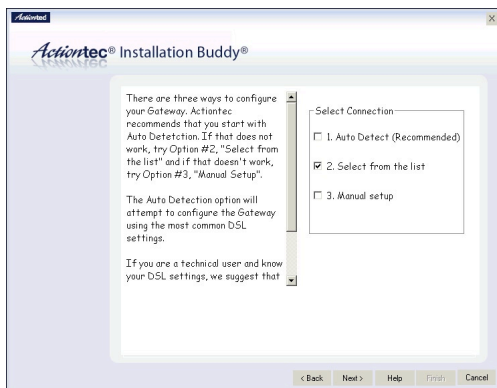 Actiontec
Actiontec® Installation Buddy®
There are three ways to configure
your Gateway. Actiontec
recommends that you start with
Auto Detetction. If that does not
work, try Option #2, "Select from
the list" and if that doesn't work,
try Option #3, "Manual Setup".
The Auto Detection option will
attempt to configure the Gateway
using the most common DSL
settings.
If you are a technical user and know
your DSL settings, we suggest that
Select Connection
1. Auto Detect (Recommended)
2. Select from the list
3. Manual setup
< Back Next > Help Finish Cancel